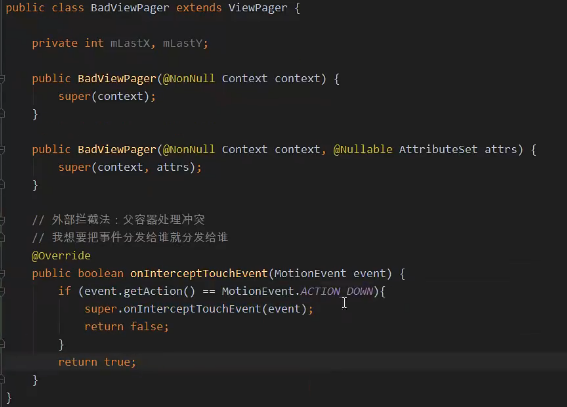 public class BadViewPager extends ViewPager {
private int mLastX, mLastY;
public BadViewPager(@NonNull Context context) {
super(context);
}
public BadViewPager(@NonNull Context context, @Nullable AttributeSet attrs) {
super(context, attrs);
}
// 外部拦截法：父容器处理冲突
// 我想要把事件分发给谁就分发给谁
@Override
public boolean onInterceptTouchEvent(MotionEvent event) {
if (event.getAction() == MotionEvent.ACTION_DOWN){
super.onInterceptTouchEvent(event);
return false;
}
return true;
}
}